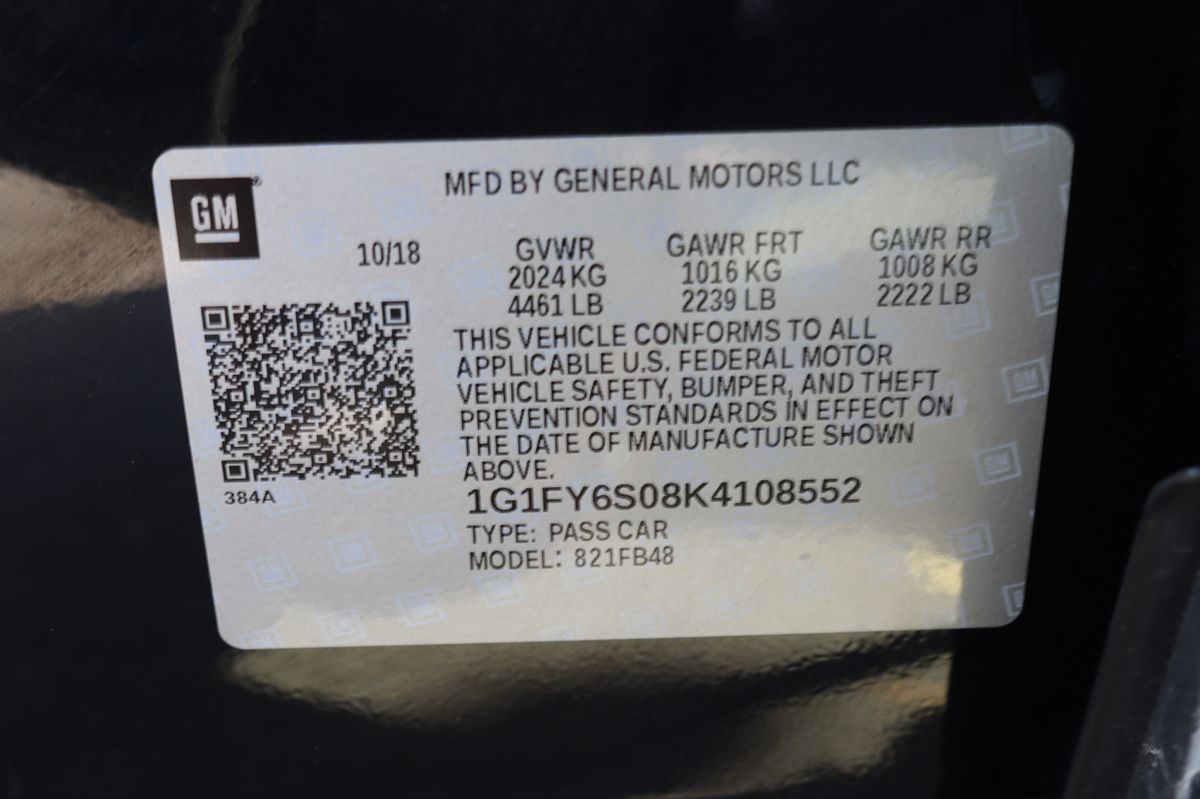 GM®
MFD BY GENERAL MOTORS LLC
10/18
GVWR GAWR FRT GAWR RR
2024 KG 1016 KG 1008 KG
4461 LB 2239 LB 2222 LB
THIS VEHICLE CONFORMS TO ALL
APPLICABLE U.S. FEDERAL MOTOR
VEHICLE SAFETY, BUMPER, AND THEFT
PREVENTION STANDARDS IN EFFECT ON
THE DATE OF MANUFACTURE SHOWN
ABOVE.
384A
1G1FY6S08K4108552
TYPE: PASS CAR
MODEL: 821FB48